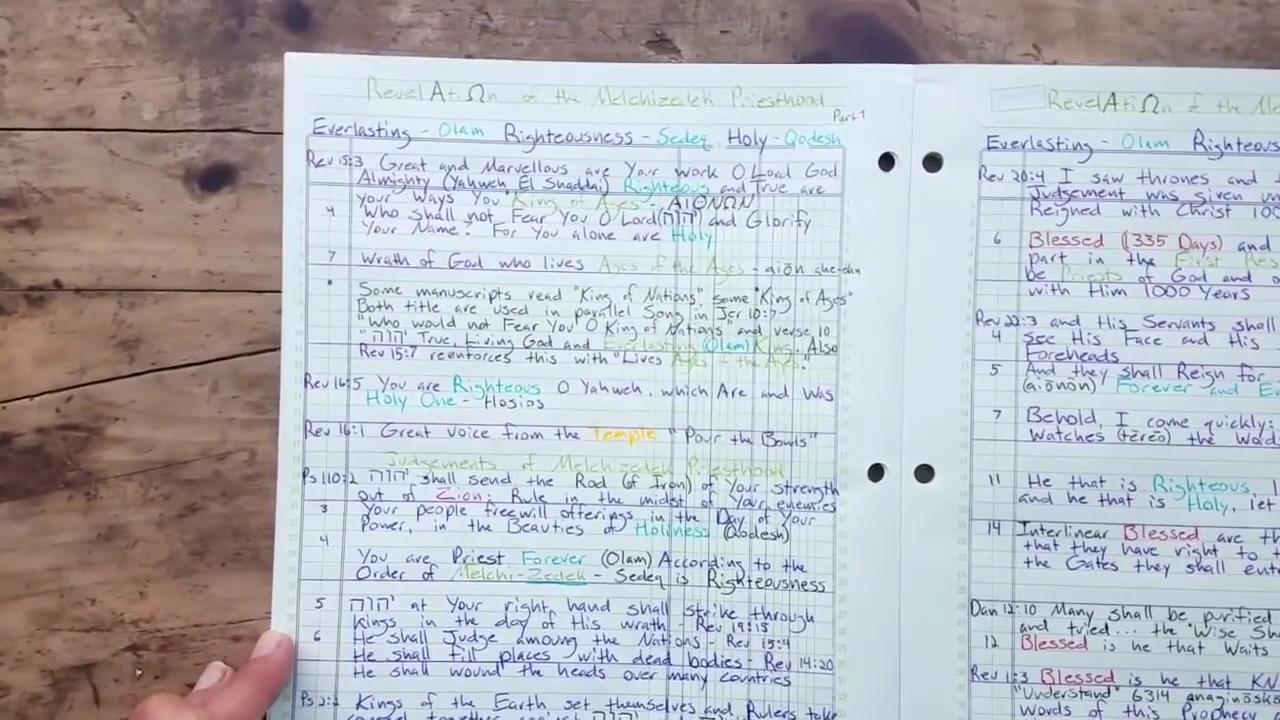 RevelAtiΩn of the Melchizedek Priesthood
Part 1
Everlasting - Olam Righteousness - Sedeq Holy - Qodesh
Rev 15:3 Great and Marvellous are Your work O Lord God
Almighty (Yahweh El Shaddai) Righteous and True are
your Ways You "King of Ages". ΑΙΩΝΩΝ
4 Who shall not Fear You O Lord (יהוה) and Glorify
Your Name? For You alone are Holy
7 Wrath of God who lives Ages of the Ages - aiōn ahe-ohn
Some manuscripts read "King of Nations" some "King of Ages"
Both title are used in parallel Song in Jer 10:7
"Who would not Fear You O King of Nations" and verse 10
"יהוה True, Living God and Everlasting (Olam) King. Also
Rev 15:7 reenforces this with "Lives Ages of the Ages."
Rev 16:5 You are Righteous O Yahweh, which Are and Was
Holy One - Hosios
Rev 16:1 Great Voice from the Temple "Pour the Bowls"
Judgements of Melchizedek Priesthood
Ps 110:2 יהוה shall send the Rod (of Iron) of Your strength
out of Zion: Rule in the midst of Your enemies
3 Your people freewill offerings in the Day of Your
Power, in the Beauties of Holiness (Qodesh)
4
You are Priest Forever (Olam) According to the
Order of Melchi-Zedek - Sedeq is Righteousness
5 יהוה at Your right hand shall strike through
Kings in the day of His wrath - Rev 19:15
6 He shall Judge amoung the Nations - Rev 15:4
He shall fill places with dead bodies - Rev 14:20
He shall wound the heads over many countries
Ps 2:2 Kings of the Earth set themselves and Rulers take
RevelAtiΩn of the Me
Everlasting - Olam Righteous
Rev 20:4 I saw thrones and t
Judgement was given un
Reigned with Christ 100
6 Blessed (1335 Days) and
part in the First Res
be Priests of God and o
with Him 1000 Years
Rev 22:3 and His Servants shall
4 see His Face and His
Foreheads
5 And they shall Reign for
(aiōnōn) Forever and Ev
7 Behold, I come quickly:
Watches (tēreō) the Word
11 He that is Righteous, l
and he that is Holy, let
14 Interlinear Blessed are th
that they have right to t
the Gates they shall ente
Dan 12:10 Many shall be purified
and tried... the Wise Sh
12 Blessed is he that Waits
Rev 1:3 Blessed is he that KN
"Understand" 6314 anaginōsk
Words of this Prophecy